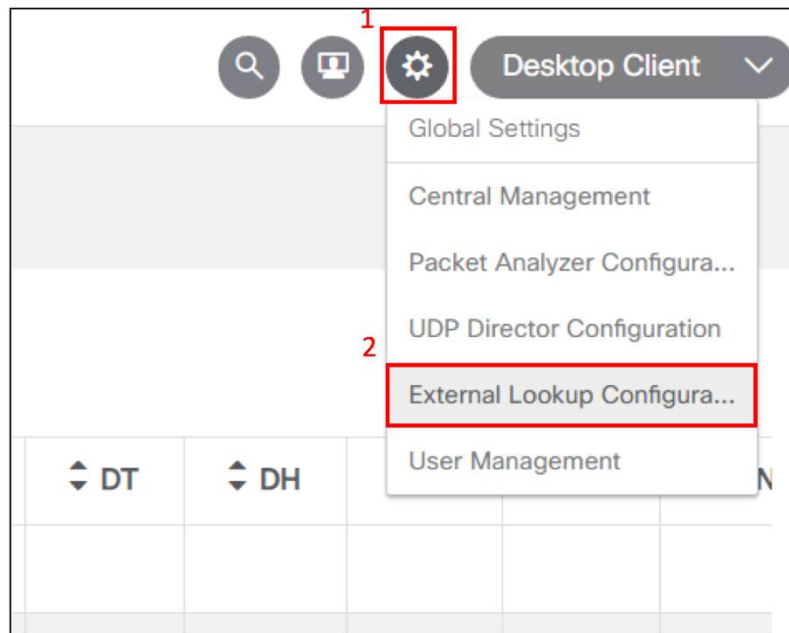 1
Desktop Client
Global Settings
Central Management
Packet Analyzer Configura...
UDP Director Configuration
2
External Lookup Configura...
User Management
DT DH N